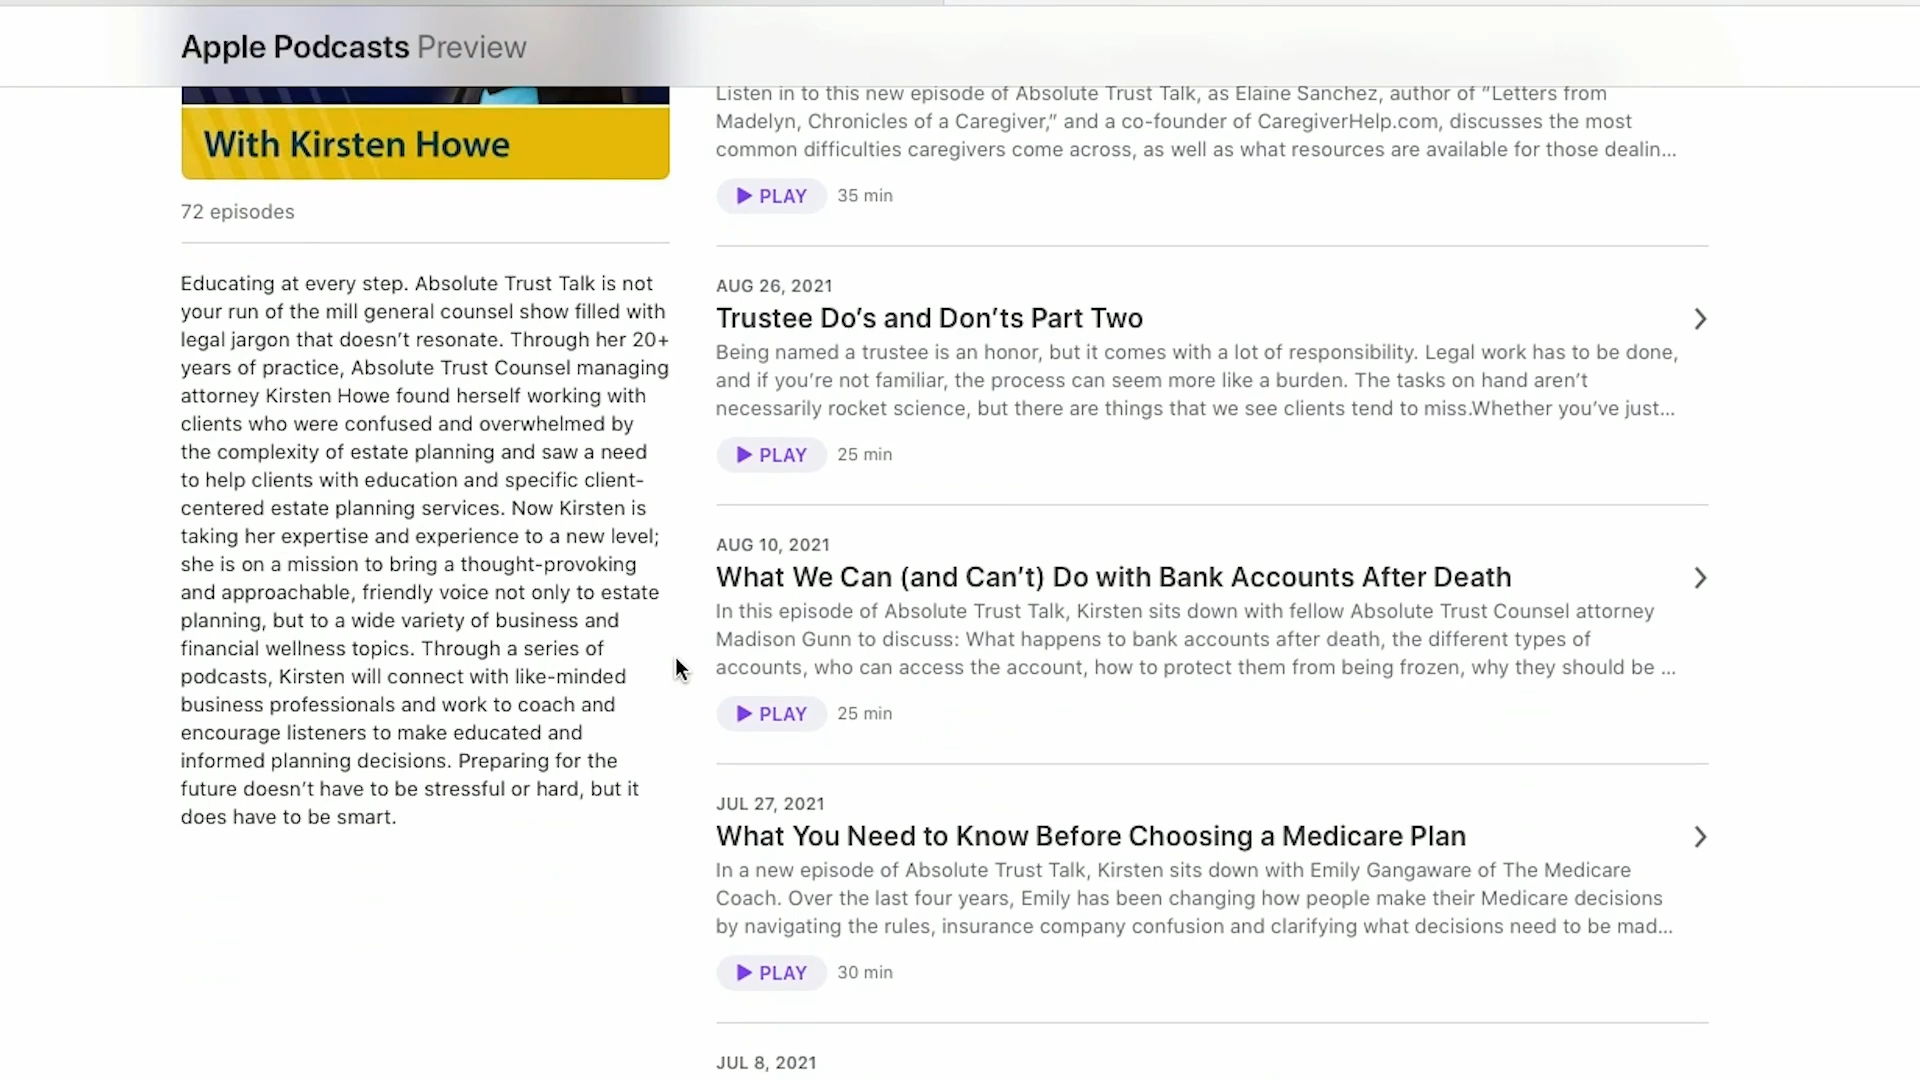 Apple Podcasts Preview
With Kirsten Howe
72 episodes
Educating at every step. Absolute Trust Talk is not
your run of the mill general counsel show filled with
legal jargon that doesn’t resonate. Through her 20+
years of practice, Absolute Trust Counsel managing
attorney Kirsten Howe found herself working with
clients who were confused and overwhelmed by
the complexity of estate planning and saw a need
to help clients with education and specific client-
centered estate planning services. Now Kirsten is
taking her expertise and experience to a new level;
she is on a mission to bring a thought-provoking
and approachable, friendly voice not only to estate
planning, but to a wide variety of business and
financial wellness topics. Through a series of
podcasts, Kirsten will connect with like-minded
business professionals and work to coach and
encourage listeners to make educated and
informed planning decisions. Preparing for the
future doesn’t have to be stressful or hard, but it
does have to be smart.
Listen in to this new episode of Absolute Trust Talk, as Elaine Sanchez, author of “Letters from
Madelyn, Chronicles of a Caregiver,” and a co-founder of CaregiverHelp.com, discusses the most
common difficulties caregivers come across, as well as what resources are available for those dealin...
PLAY 35 min
AUG 26, 2021
Trustee Do’s and Don’ts Part Two
Being named a trustee is an honor, but it comes with a lot of responsibility. Legal work has to be done,
and if you’re not familiar, the process can seem more like a burden. The tasks on hand aren’t
necessarily rocket science, but there are things that we see clients tend to miss.Whether you’ve just...
PLAY 25 min
AUG 10, 2021
What We Can (and Can’t) Do with Bank Accounts After Death
In this episode of Absolute Trust Talk, Kirsten sits down with fellow Absolute Trust Counsel attorney
Madison Gunn to discuss: What happens to bank accounts after death, the different types of
accounts, who can access the account, how to protect them from being frozen, why they should be ...
PLAY 25 min
JUL 27, 2021
What You Need to Know Before Choosing a Medicare Plan
In a new episode of Absolute Trust Talk, Kirsten sits down with Emily Gangaware of The Medicare
Coach. Over the last four years, Emily has been changing how people make their Medicare decisions
by navigating the rules, insurance company confusion and clarifying what decisions need to be mad...
PLAY 30 min
JUL 8, 2021